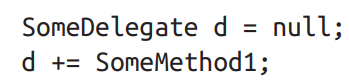 SomeDelegate d = null;
d += SomeMethod1;